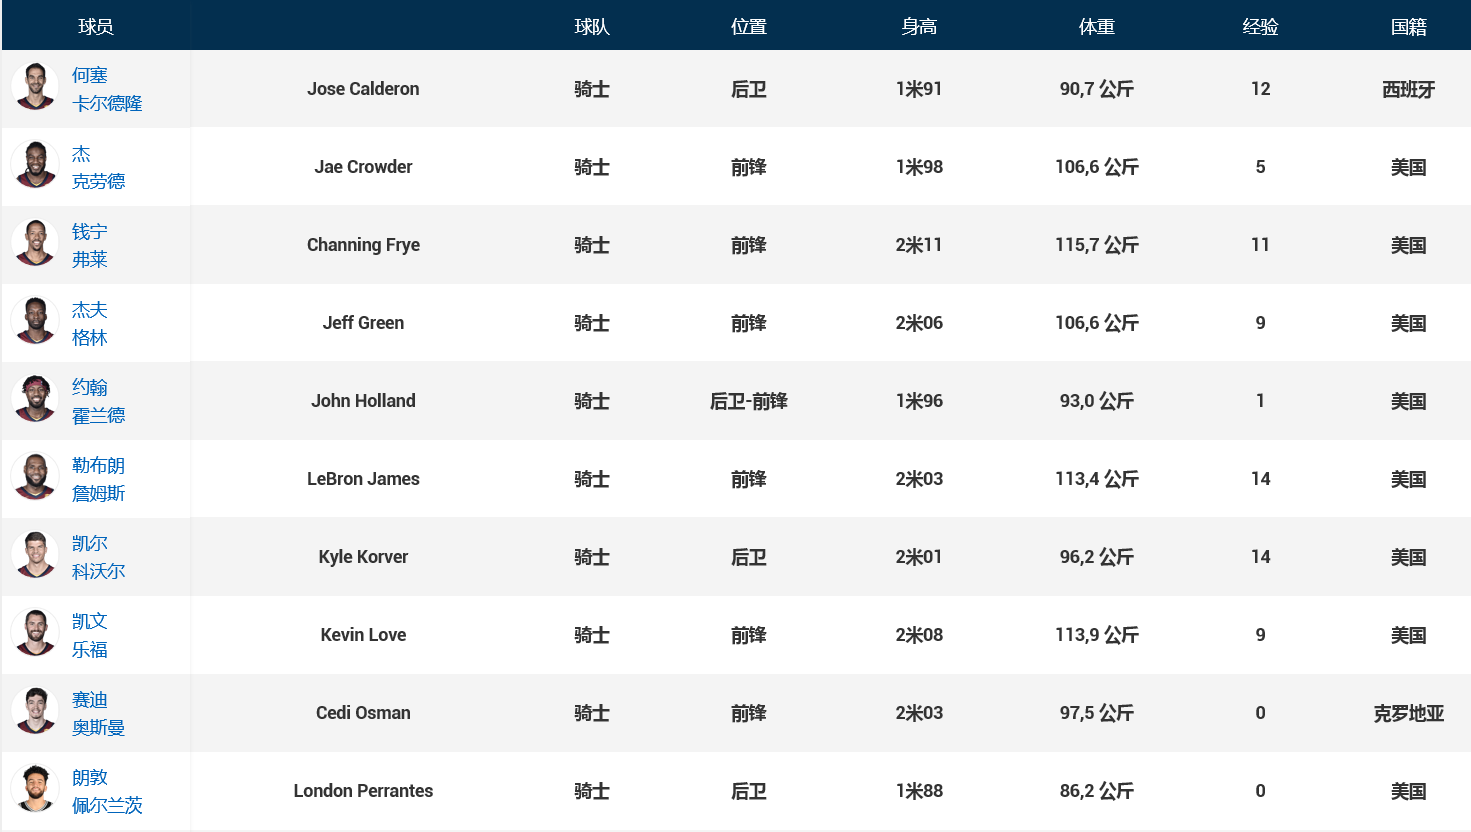 球员 球队 位置 身高 体重 经验 国籍
何塞
卡尔德隆 Jose Calderon 骑士 后卫 1米91 90,7 公斤 12 西班牙
杰
克劳德 Jae Crowder 骑士 前锋 1米98 106,6 公斤 5 美国
钱宁
弗莱 Channing Frye 骑士 前锋 2米11 115,7 公斤 11 美国
杰夫
格林 Jeff Green 骑士 前锋 2米06 106,6 公斤 9 美国
约翰
霍兰德 John Holland 骑士 后卫-前锋 1米96 93,0 公斤 1 美国
勒布朗
詹姆斯 LeBron James 骑士 前锋 2米03 113,4 公斤 14 美国
凯尔
科沃尔 Kyle Korver 骑士 后卫 2米01 96,2 公斤 14 美国
凯文
乐福 Kevin Love 骑士 前锋 2米08 113,9 公斤 9 美国
赛迪
奥斯曼 Cedi Osman 骑士 前锋 2米03 97,5 公斤 0 克罗地亚
朗敦
佩尔兰茨 London Perrantes 骑士 后卫 1米88 86,2 公斤 0 美国